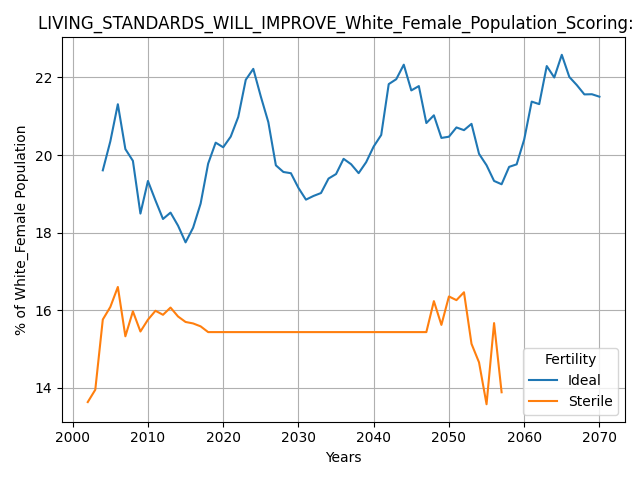 LIVING_STANDARDS_WILL_IMPROVE_White_Female_Population_Scoring:
% of White_Female Population
22
20
18
16
14
2000 2010 2020 2030 2040 2050 2060 2070
Years
Fertility
Ideal
Sterile